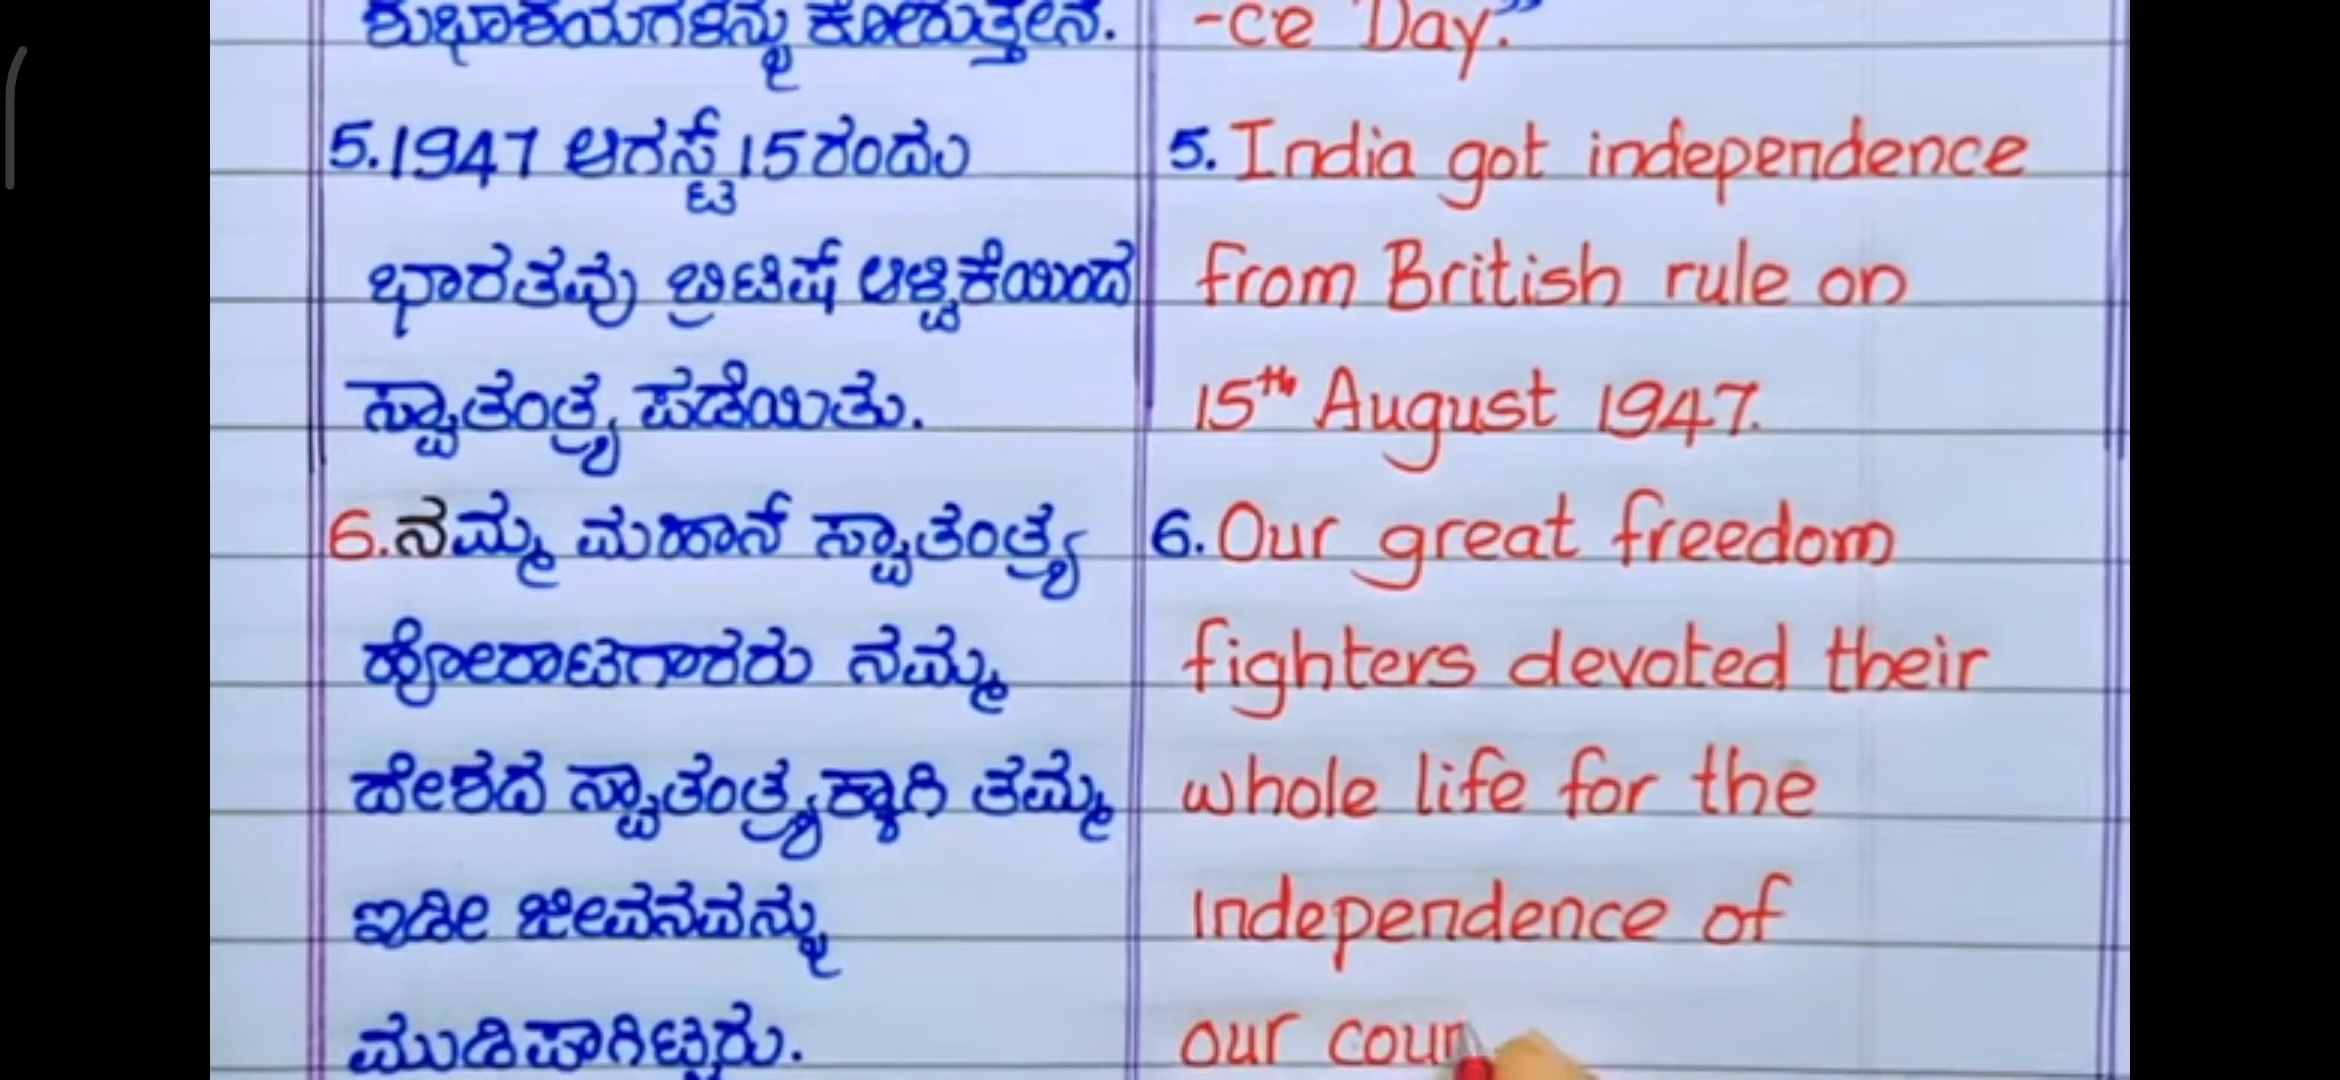 ಶುಭಾಶಯಗಳನ್ನು ಕೋರುತ್ತೇನೆ.
5. 1947 ಆಗಸ್ಟ್ 15 ರಂದು
ಭಾರತವು ಬ್ರಿಟಿಷ್ ಆಳ್ವಿಕೆಯಿಂದ
ಸ್ವಾತಂತ್ರ್ಯ ಪಡೆಯಿತು.
6. ನಮ್ಮ ಮಹಾನ್ ಸ್ವಾತಂತ್ರ್ಯ
ಹೋರಾಟಗಾರರು ನಮ್ಮ
ದೇಶದ ಸ್ವಾತಂತ್ರ್ಯಕ್ಕಾಗಿ ತಮ್ಮ
ಇಡೀ ಜೀವನವನ್ನು
ಮುಡಿಪಾಗಿಟ್ಟರು.
-ce Day."
5. India got independence
from British rule on
15th August 1947.
6. Our great freedom
fighters devoted their
whole life for the
Independence of
our coun